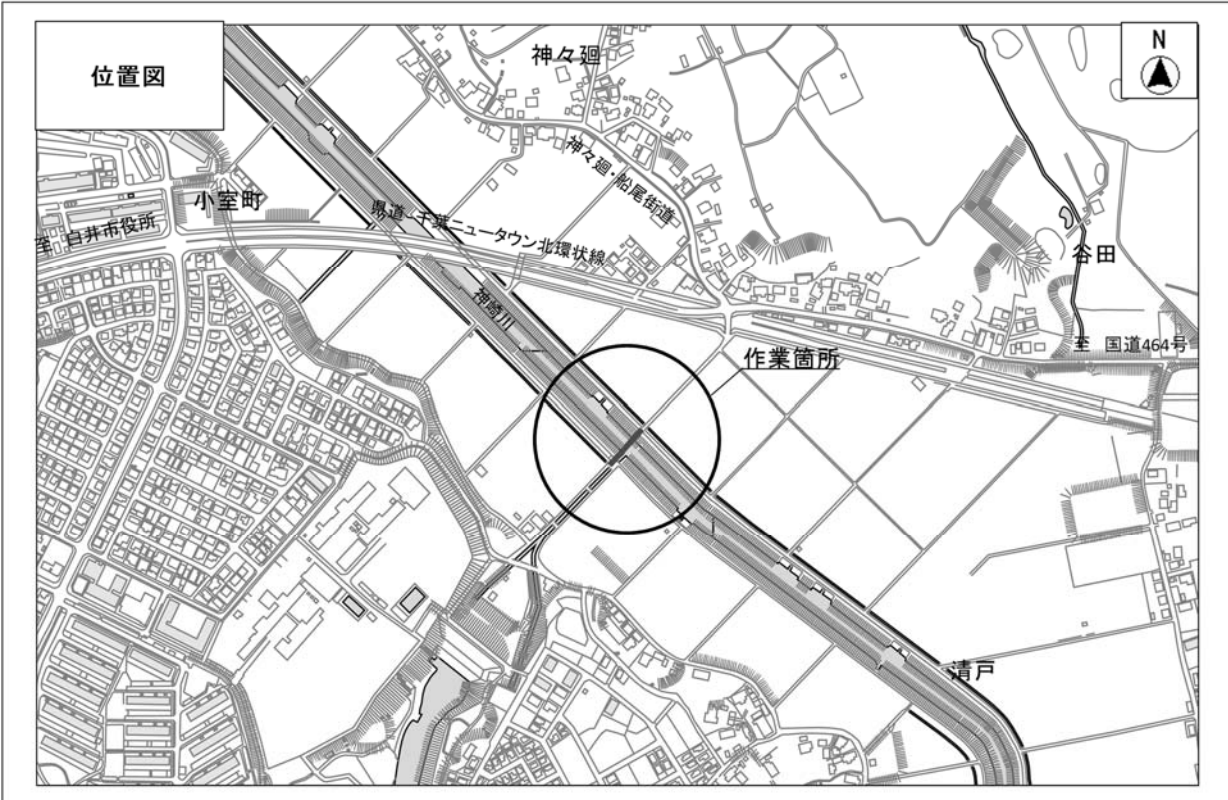 位置図
N
神々廻
神々廻・船尾街道
小室町
県道 千葉ニュータウン北環状線
至 白井市役所
谷田
神崎川
至 国道464号
作業箇所
清戸